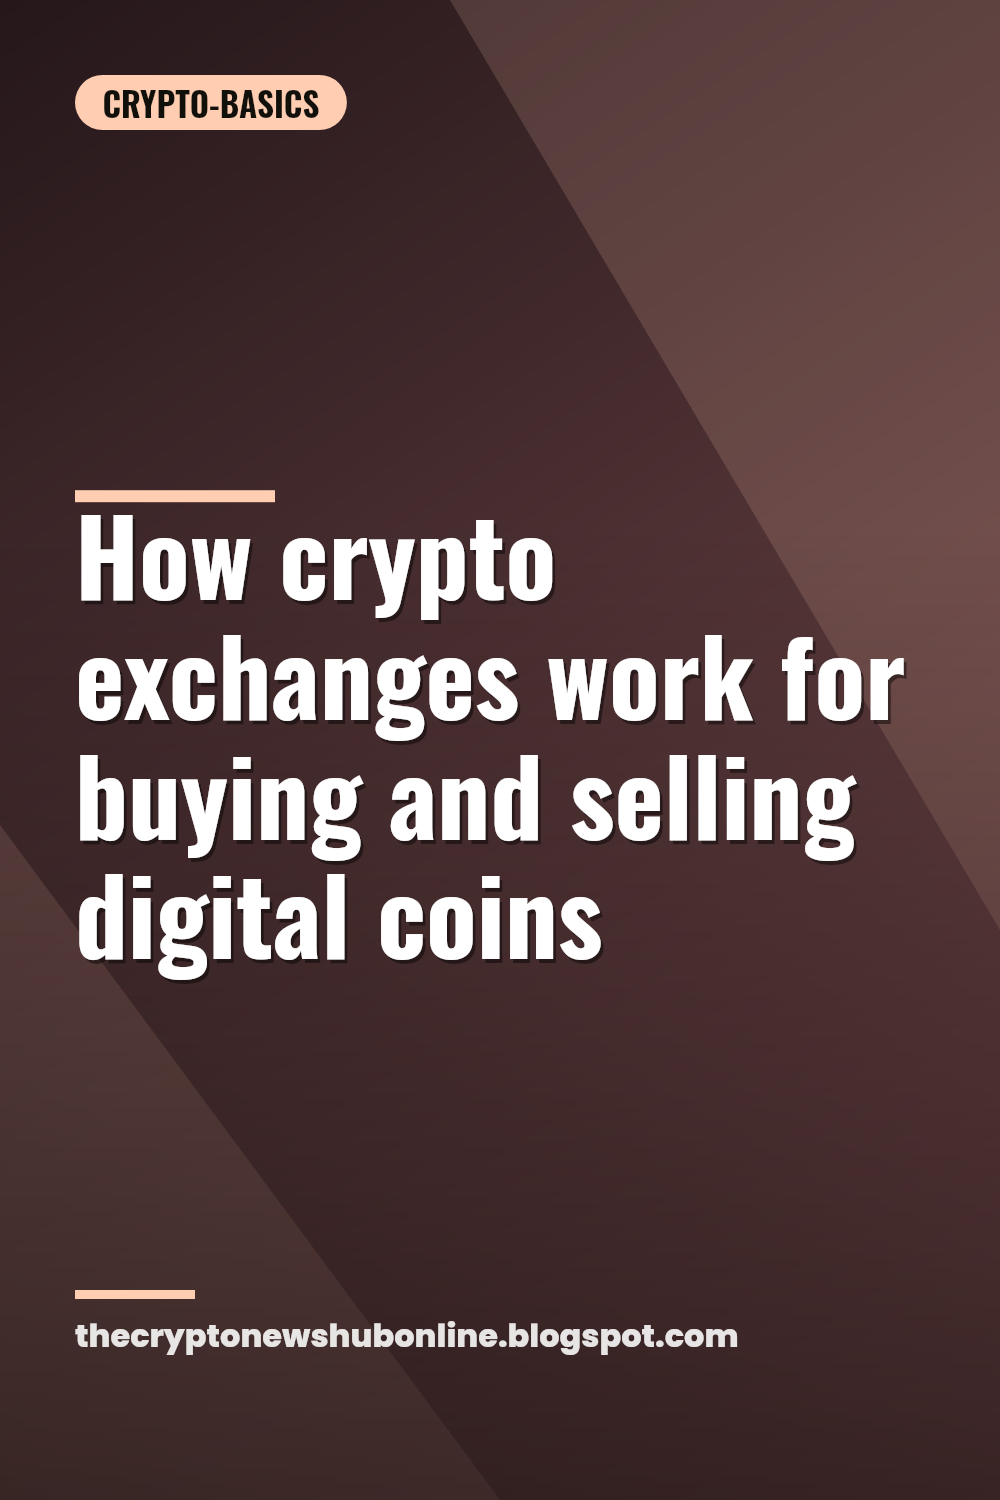 CRYPTO-BASICS
How crypto
exchanges work for
buying and selling
digital coins
thecryptonewshubonline.blogspot.com